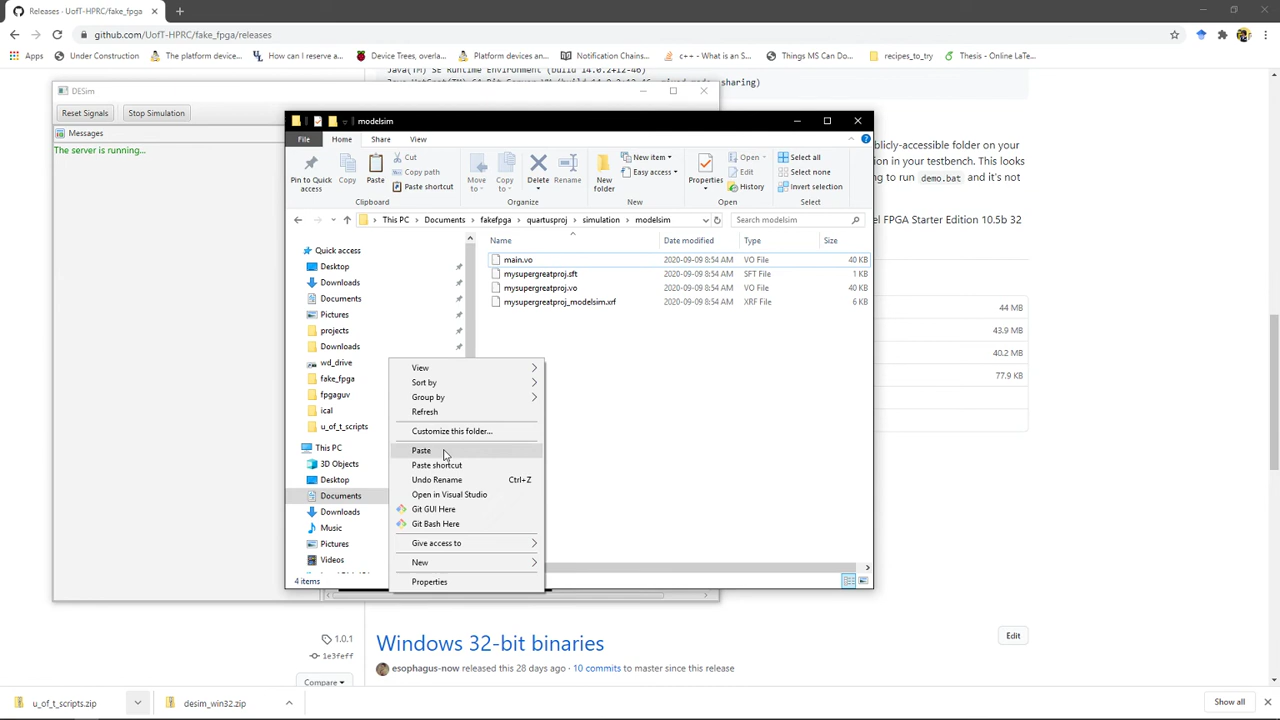 Releases · UofT-HPRC/fake_fpga
github.com/UofT-HPRC/fake_fpga/releases
Under Construction
The platform device...
How can I reserve a...
Device Trees, overla...
Platform devices an...
Notification Chains...
c++ - What is an S...
Things MS Can Do...
recipes_to_try
Thesis - Online LaTe...
Java(TM) SE Runtime Environment (build 14.0.2+12-46)
DESim
Reset Signals
Stop Simulation
Messages
The server is running...
modelsim
File
Home
Share
View
Pin to Quick access
Copy
Paste
Cut
Copy path
Paste shortcut
Clipboard
Move to
Copy to
Delete
Rename
Organize
New folder
New item
Easy access
New
Properties
Open
Edit
History
Open
Select all
Select none
Invert selection
Select
This PC
Documents
fakefpga
quartusproj
simulation
modelsim
Search modelsim
Quick access
Desktop
Downloads
Documents
Pictures
projects
Downloads
wd_drive
fake_fpga
fpgaguv
ical
u_of_t_scripts
This PC
3D Objects
Desktop
Documents
Downloads
Music
Pictures
Videos
Name Date modified Type Size
main.vo 2020-09-09 8:54 AM VO File 40 KB
mysupergreatproj.sft 2020-09-09 8:54 AM SFT File 1 KB
mysupergreatproj.vo 2020-09-09 8:54 AM VO File 40 KB
mysupergreatproj_modelsim.xrf 2020-09-09 8:54 AM XRF File 6 KB
View
Sort by
Group by
Refresh
Customize this folder...
Paste
Paste shortcut
Undo Rename Ctrl+Z
Open in Visual Studio
Git GUI Here
Git Bash Here
Give access to
New
Properties
4 items
sharing)
blicly-accessible folder on your
ion in your testbench. This looks
ng to run demo.bat and it's not
el FPGA Starter Edition 10.5b 32
44 MB
43.9 MB
40.2 MB
77.9 KB
1.0.1
1e3feff
Compare
Windows 32-bit binaries
Edit
esophagus-now released this 28 days ago · 10 commits to master since this release
u_of_t_scripts.zip
desim_win32.zip
Show all